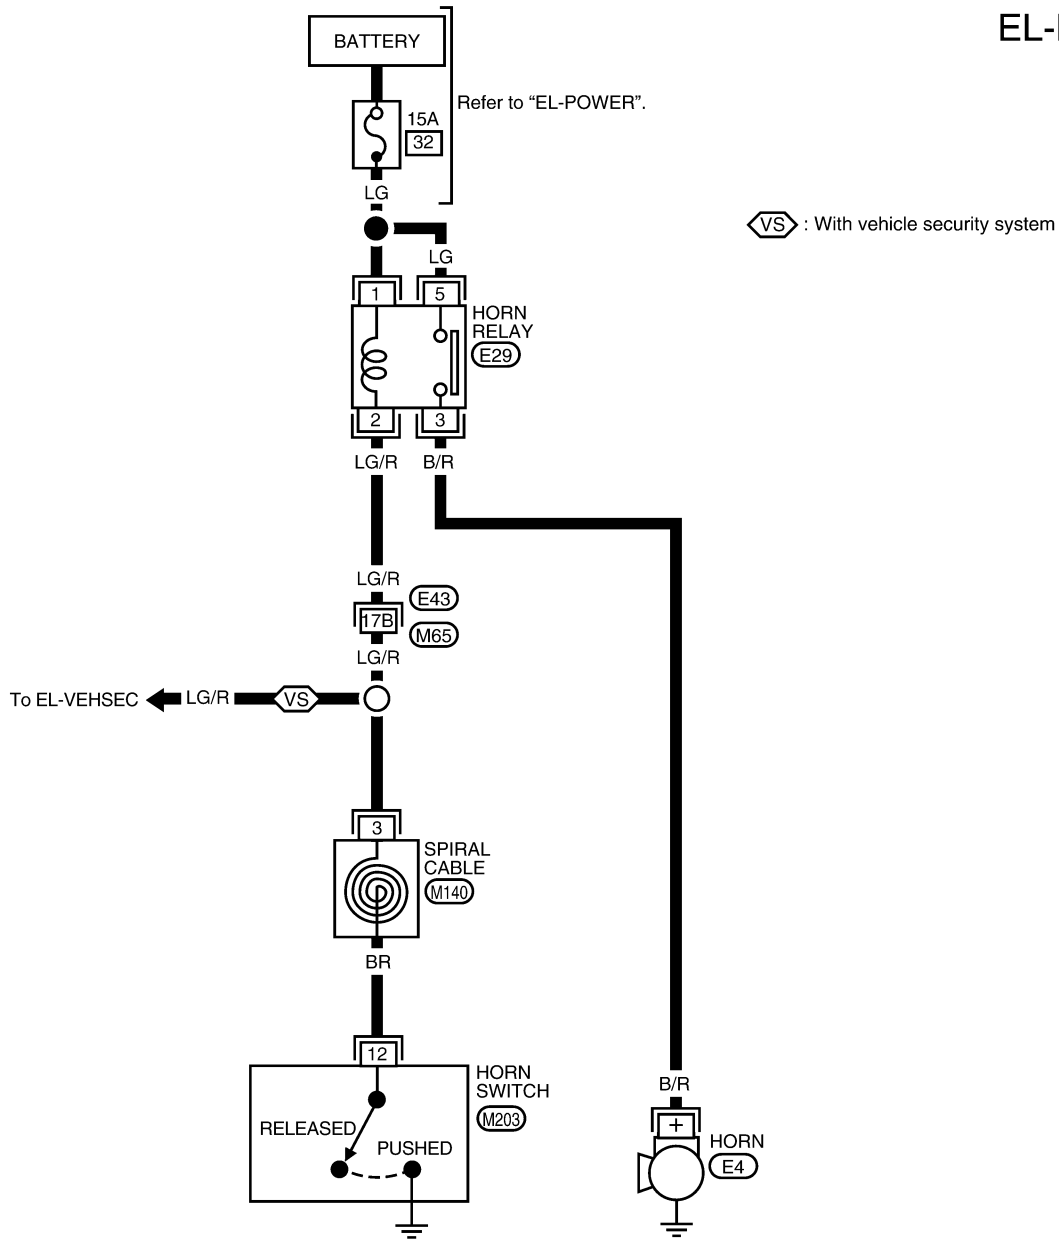 EL-
BATTERY
Refer to “EL-POWER”.
15A
32
LG
VS : With vehicle security system
LG
1
5
HORN
RELAY
E29
2
3
LG/R
B/R
LG/R
E43
17B
M65
LG/R
To EL-VEHSEC
LG/R
VS
3
SPIRAL
CABLE
M140
BR
12
HORN
SWITCH
M203
RELEASED
PUSHED
B/R
+
HORN
E4